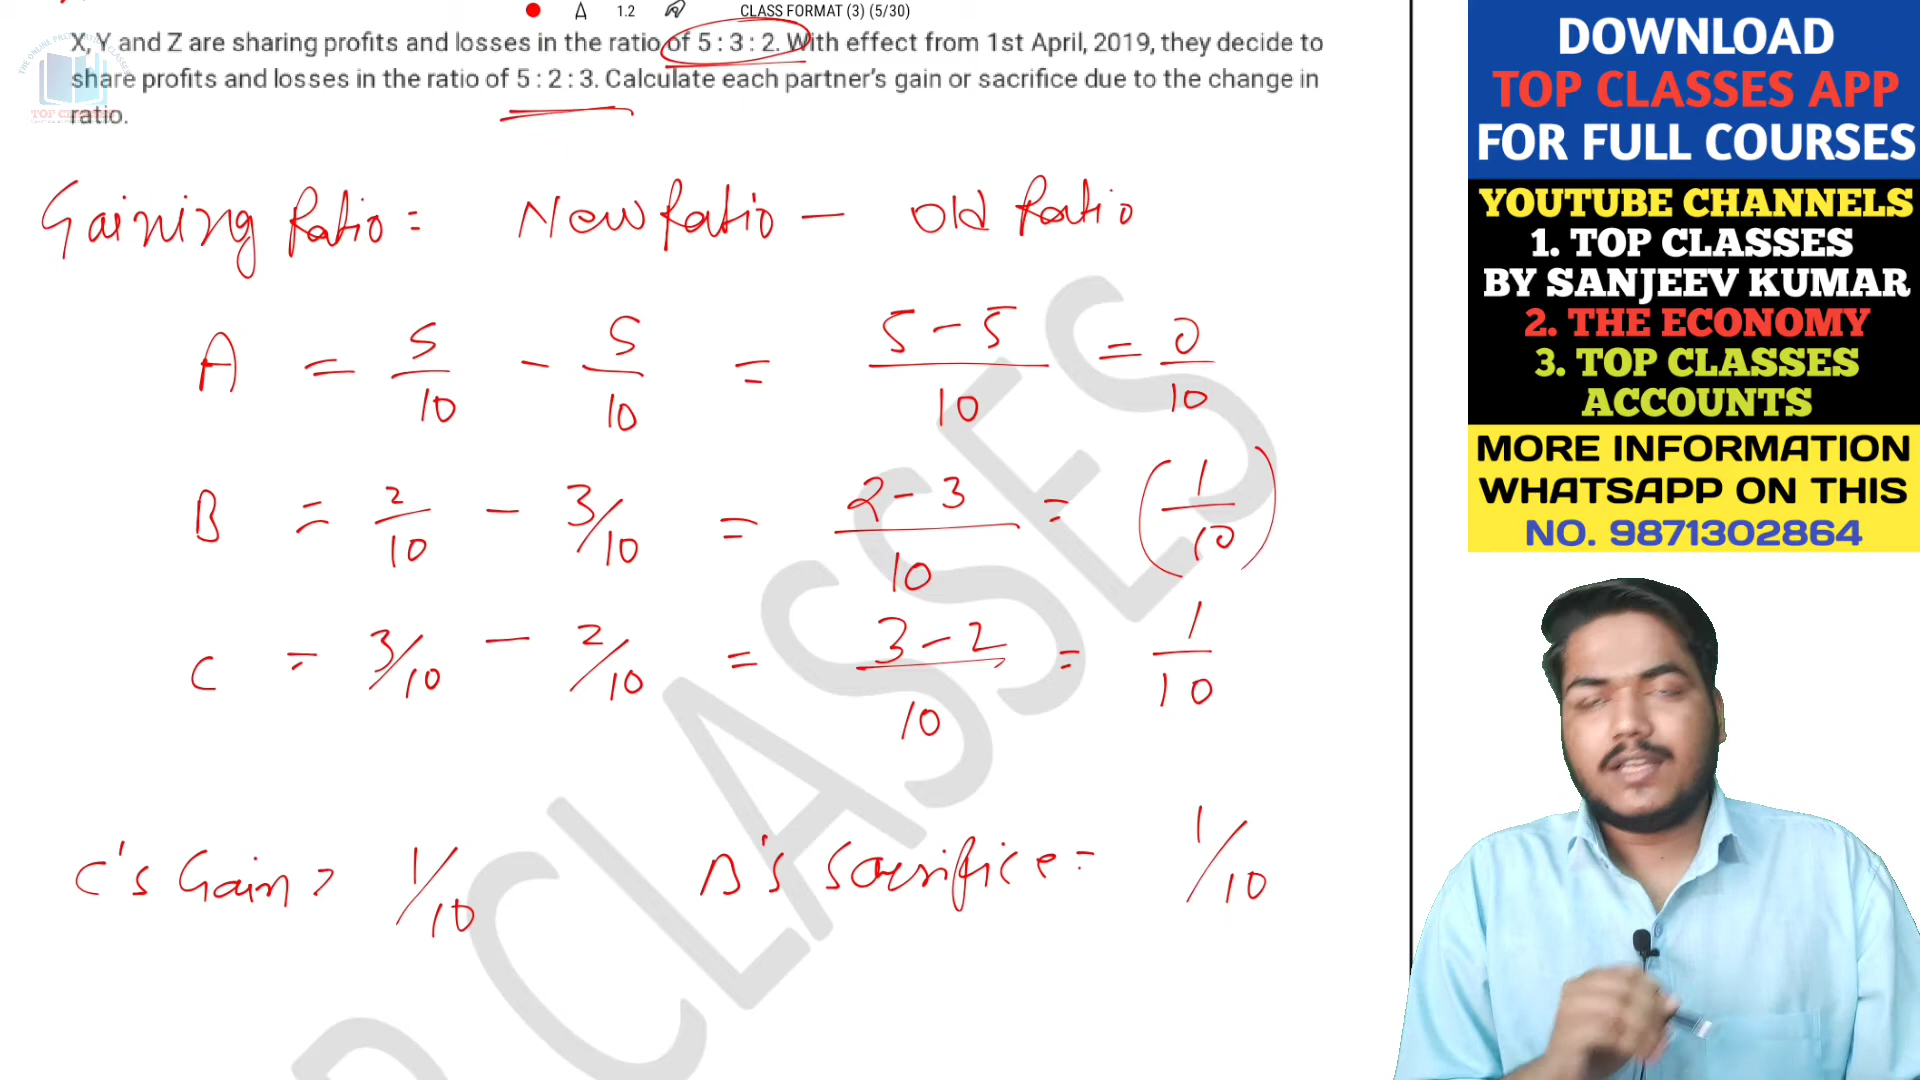 CLASS FORMAT (3) (5/30)
1.2
X, Y and Z are sharing profits and losses in the ratio of 5 : 3 : 2. With effect from 1st April, 2019, they decide to
share profits and losses in the ratio of 5 : 2 : 3. Calculate each partner's gain or sacrifice due to the change in
ratio.
TOP CLASSES
Gaining Ratio = New Ratio - Old Ratio
A = 5/10 - 5/10 = 5-5/10 = 0/10
B = 2/10 - 3/10 = 2-3/10 = (1/10)
C = 3/10 - 2/10 = 3-2/10 = 1/10
C's Gain = 1/10 B's Sacrifice = 1/10
CLASSES
DOWNLOAD
TOP CLASSES APP
FOR FULL COURSES
YOUTUBE CHANNELS
1. TOP CLASSES
BY SANJEEV KUMAR
2. THE ECONOMY
3. TOP CLASSES
ACCOUNTS
MORE INFORMATION
WHATSAPP ON THIS
NO. 9871302864